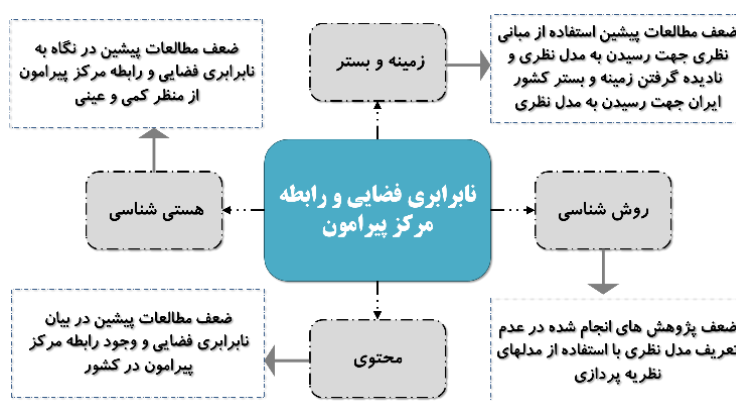 ضعف مطالعات پیشین استفاده از مبانی
نظری جهت رسیدن به مدل نظری و
نادیده گرفتن زمینه و بستر کشور
ایران جهت رسیدن به مدل نظری
زمینه و بستر
ضعف مطالعات پیشین در نگاه به
نابرابری فضایی و رابطه مرکز پیرامون
از منظر کمی و عینی
روش شناسی
نابرابری فضایی و رابطه
مرکز پیرامون
هستی شناسی
ضعف پژوهش های انجام شده در عدم
تعریف مدل نظری با استفاده از مدلهای
نظریه پردازی
محتوی
ضعف مطالعات پیشین در بیان
نابرابری فضایی و وجود رابطه مرکز
پیرامون در کشور